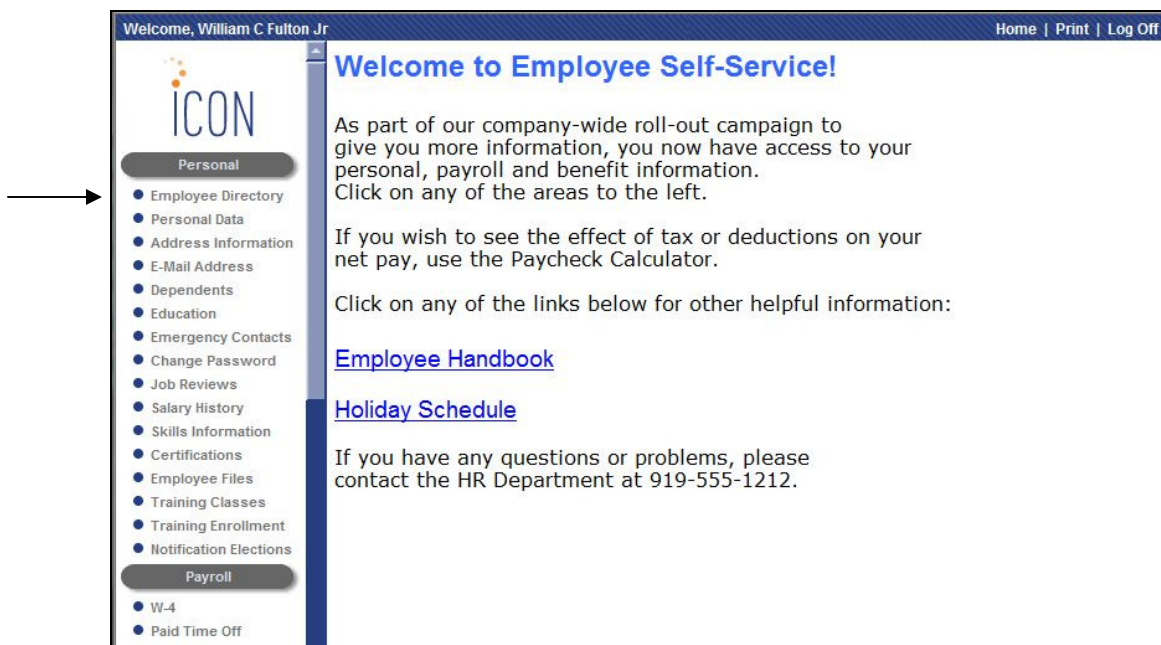 Welcome, William C Fulton Jr
Home | Print | Log Off
iCON
Personal
Employee Directory
Personal Data
Address Information
E-Mail Address
Dependents
Education
Emergency Contacts
Change Password
Job Reviews
Salary History
Skills Information
Certifications
Employee Files
Training Classes
Training Enrollment
Notification Elections
Payroll
W-4
Paid Time Off
Welcome to Employee Self-Service!
As part of our company-wide roll-out campaign to
give you more information, you now have access to your
personal, payroll and benefit information.
Click on any of the areas to the left.
If you wish to see the effect of tax or deductions on your
net pay, use the Paycheck Calculator.
Click on any of the links below for other helpful information:
Employee Handbook
Holiday Schedule
If you have any questions or problems, please
contact the HR Department at 919-555-1212.